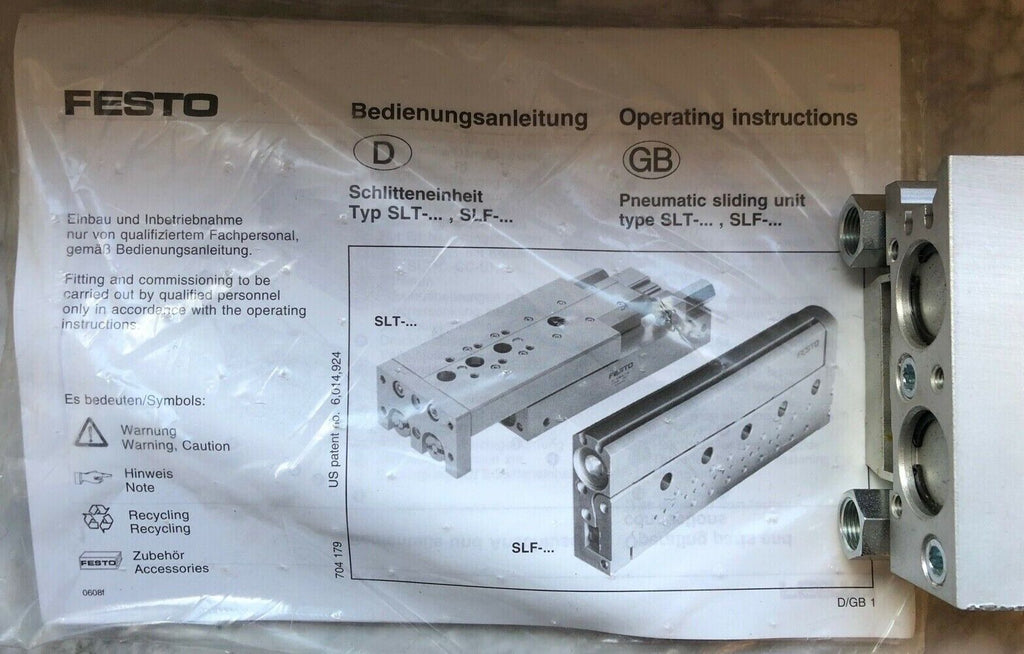 FESTO
Bedienungsanleitung
Operating instructions
D
GB
Schlitteneinheit
Typ SLT-... , SLF-...
Pneumatic sliding unit
type SLT-... , SLF-...
Einbau und Inbetriebnahme
nur von qualifiziertem Fachpersonal,
gemäß Bedienungsanleitung.
Fitting and commissioning to be
carried out by qualified personnel
only in accordance with the operating
instructions.
Es bedeuten/Symbols:
Warnung
Warning, Caution
Hinweis
Note
Recycling
Recycling
FESTO
Zubehör
Accessories
0608f
704 179
US patent no. 6,014,924
SLT-...
FESTO
FESTO
SLF-...
D/GB 1